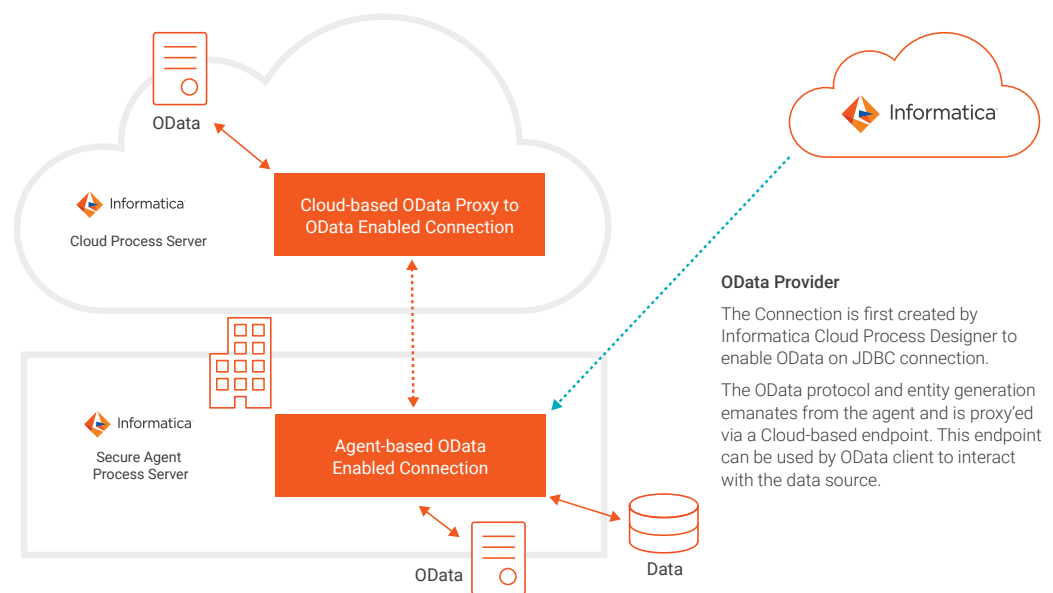 OData
Informatica
Cloud-based OData Proxy to
OData Enabled Connection
Informatica
Cloud Process Server
OData Provider
The Connection is first created by
Informatica Cloud Process Designer to
enable OData on JDBC connection.
The OData protocol and entity generation
emanates from the agent and is proxy'ed
via a Cloud-based endpoint. This endpoint
can be used by OData client to interact
with the data source.
Informatica
Secure Agent
Process Server
Agent-based OData
Enabled Connection
OData
Data